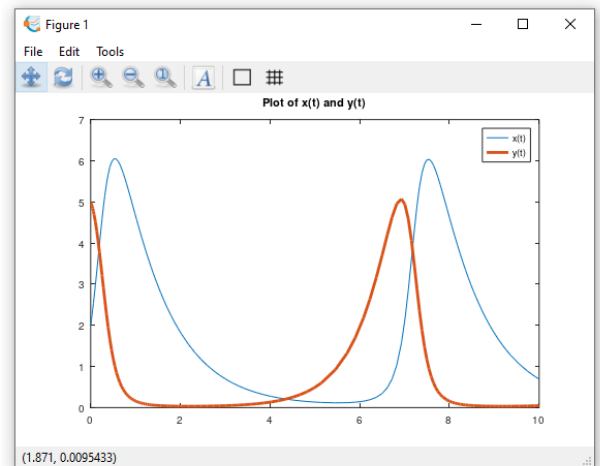 Figure 1
File Edit Tools
A
Plot of x(t) and y(t)
x(t)
y(t)
7
6
5
4
3
2
1
0
0 2 4 6 8 10
(1.871, 0.0095433)